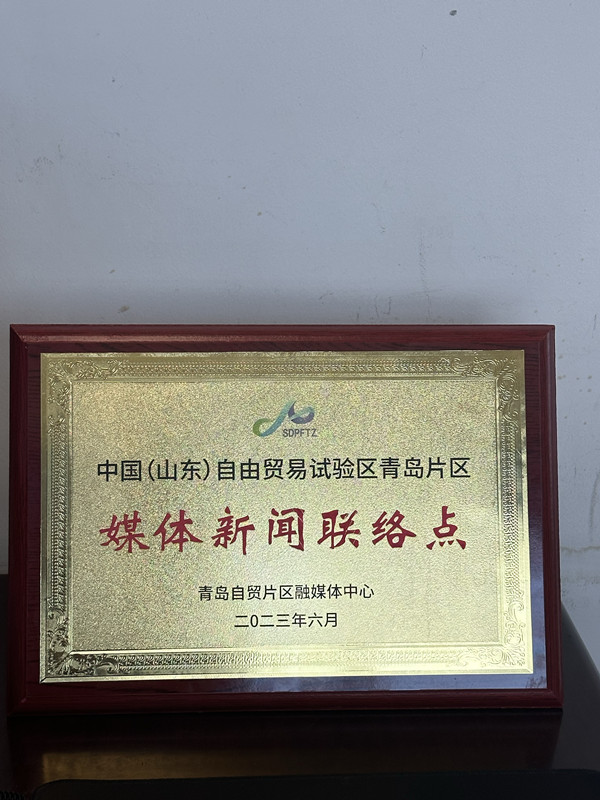 SDPFTZ
中国(山东)自由贸易试验区青岛片区
媒体新闻联络点
青岛自贸片区融媒体中心
二0二三年六月